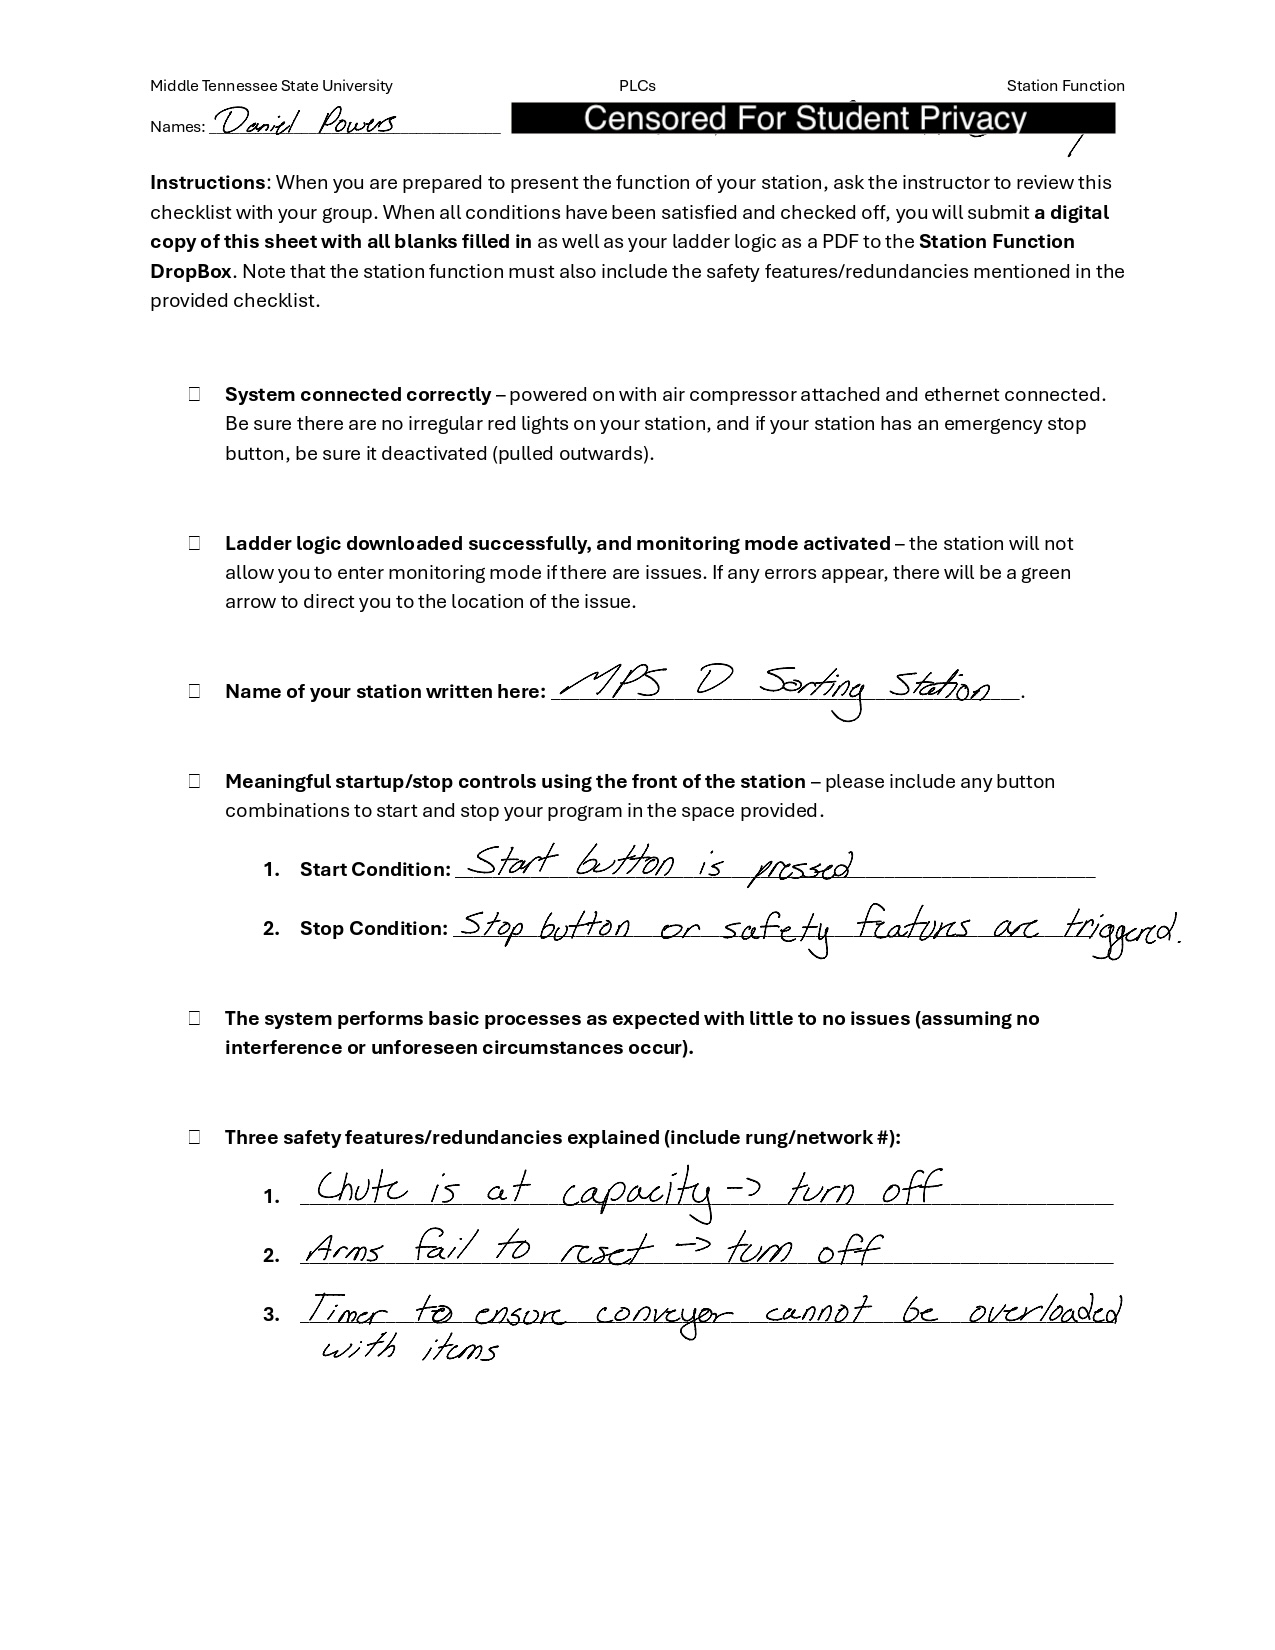 Middle Tennessee State University PLCs Station Function
Names: Daniel Powers Censored For Student Privacy
Instructions: When you are prepared to present the function of your station, ask the instructor to review this
checklist with your group. When all conditions have been satisfied and checked off, you will submit a digital
copy of this sheet with all blanks filled in as well as your ladder logic as a PDF to the Station Function
DropBox. Note that the station function must also include the safety features/redundancies mentioned in the
provided checklist.
☐ System connected correctly – powered on with air compressor attached and ethernet connected.
Be sure there are no irregular red lights on your station, and if your station has an emergency stop
button, be sure it deactivated (pulled outwards).
☐ Ladder logic downloaded successfully, and monitoring mode activated – the station will not
allow you to enter monitoring mode if there are issues. If any errors appear, there will be a green
arrow to direct you to the location of the issue.
☐ Name of your station written here: MPS D Sorting Station.
☐ Meaningful startup/stop controls using the front of the station – please include any button
combinations to start and stop your program in the space provided.
1. Start Condition: Start button is pressed
2. Stop Condition: Stop button or safety features are triggered.
☐ The system performs basic processes as expected with little to no issues (assuming no
interference or unforeseen circumstances occur).
☐ Three safety features/redundancies explained (include rung/network #):
1. Chute is at capacity -> turn off
2. Arms fail to reset -> turn off
3. Timer to ensure conveyor cannot be overloaded
with items